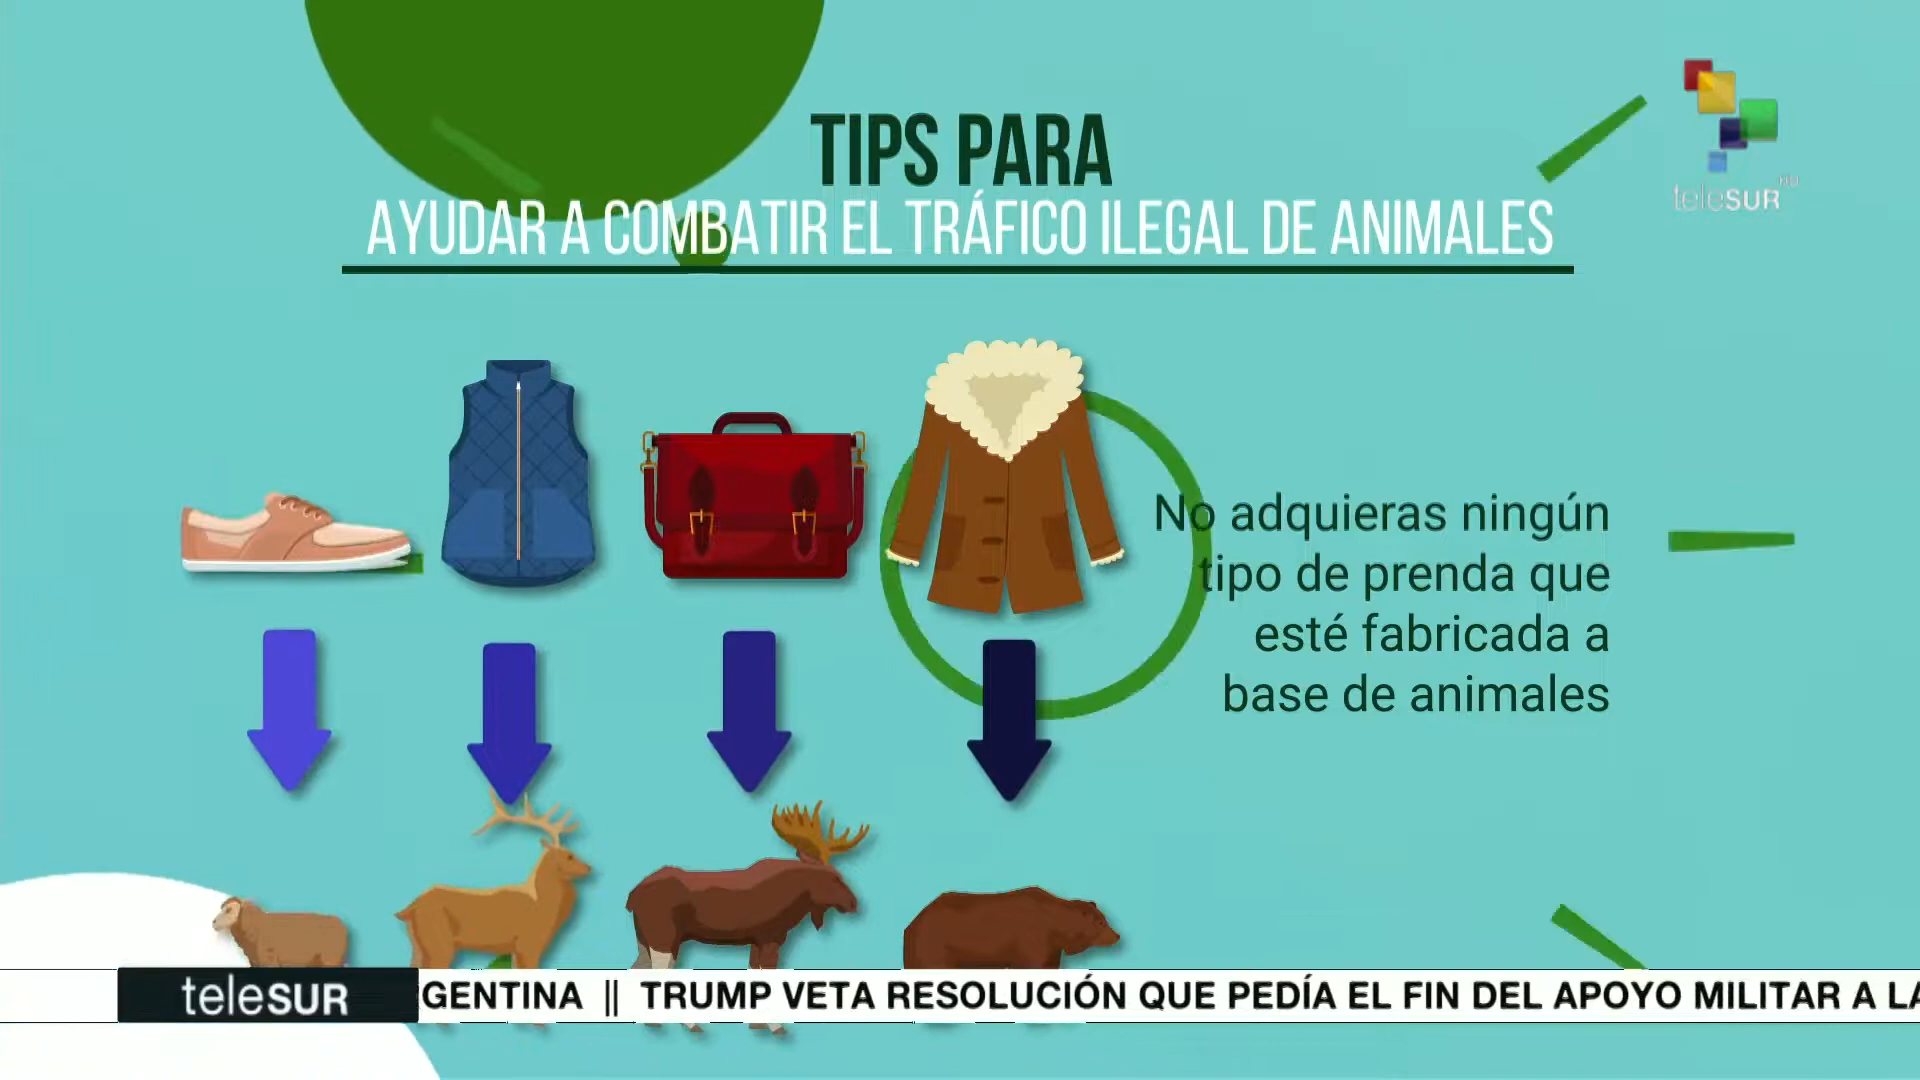 TIPS PARA
AYUDAR A COMBATIR EL TRÁFICO ILEGAL DE ANIMALES
teleSUR HD
No adquieras ningún
tipo de prenda que
esté fabricada a
base de animales
teleSUR GENTINA || TRUMP VETA RESOLUCIÓN QUE PEDÍA EL FIN DEL APOYO MILITAR A LA